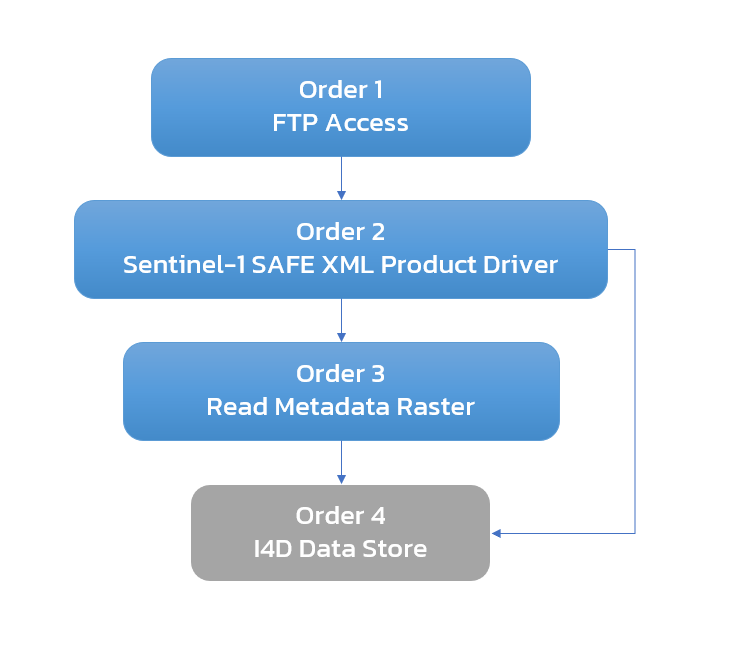 Order 1
FTP Access
Order 2
Sentinel-1 SAFE XML Product Driver
Order 3
Read Metadata Raster
Order 4
I4D Data Store